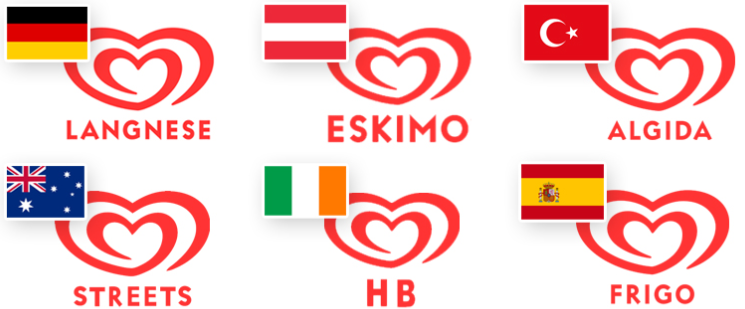 LANGNESE
ESKIMO
ALGIDA
STREETS
HB
FRIGO